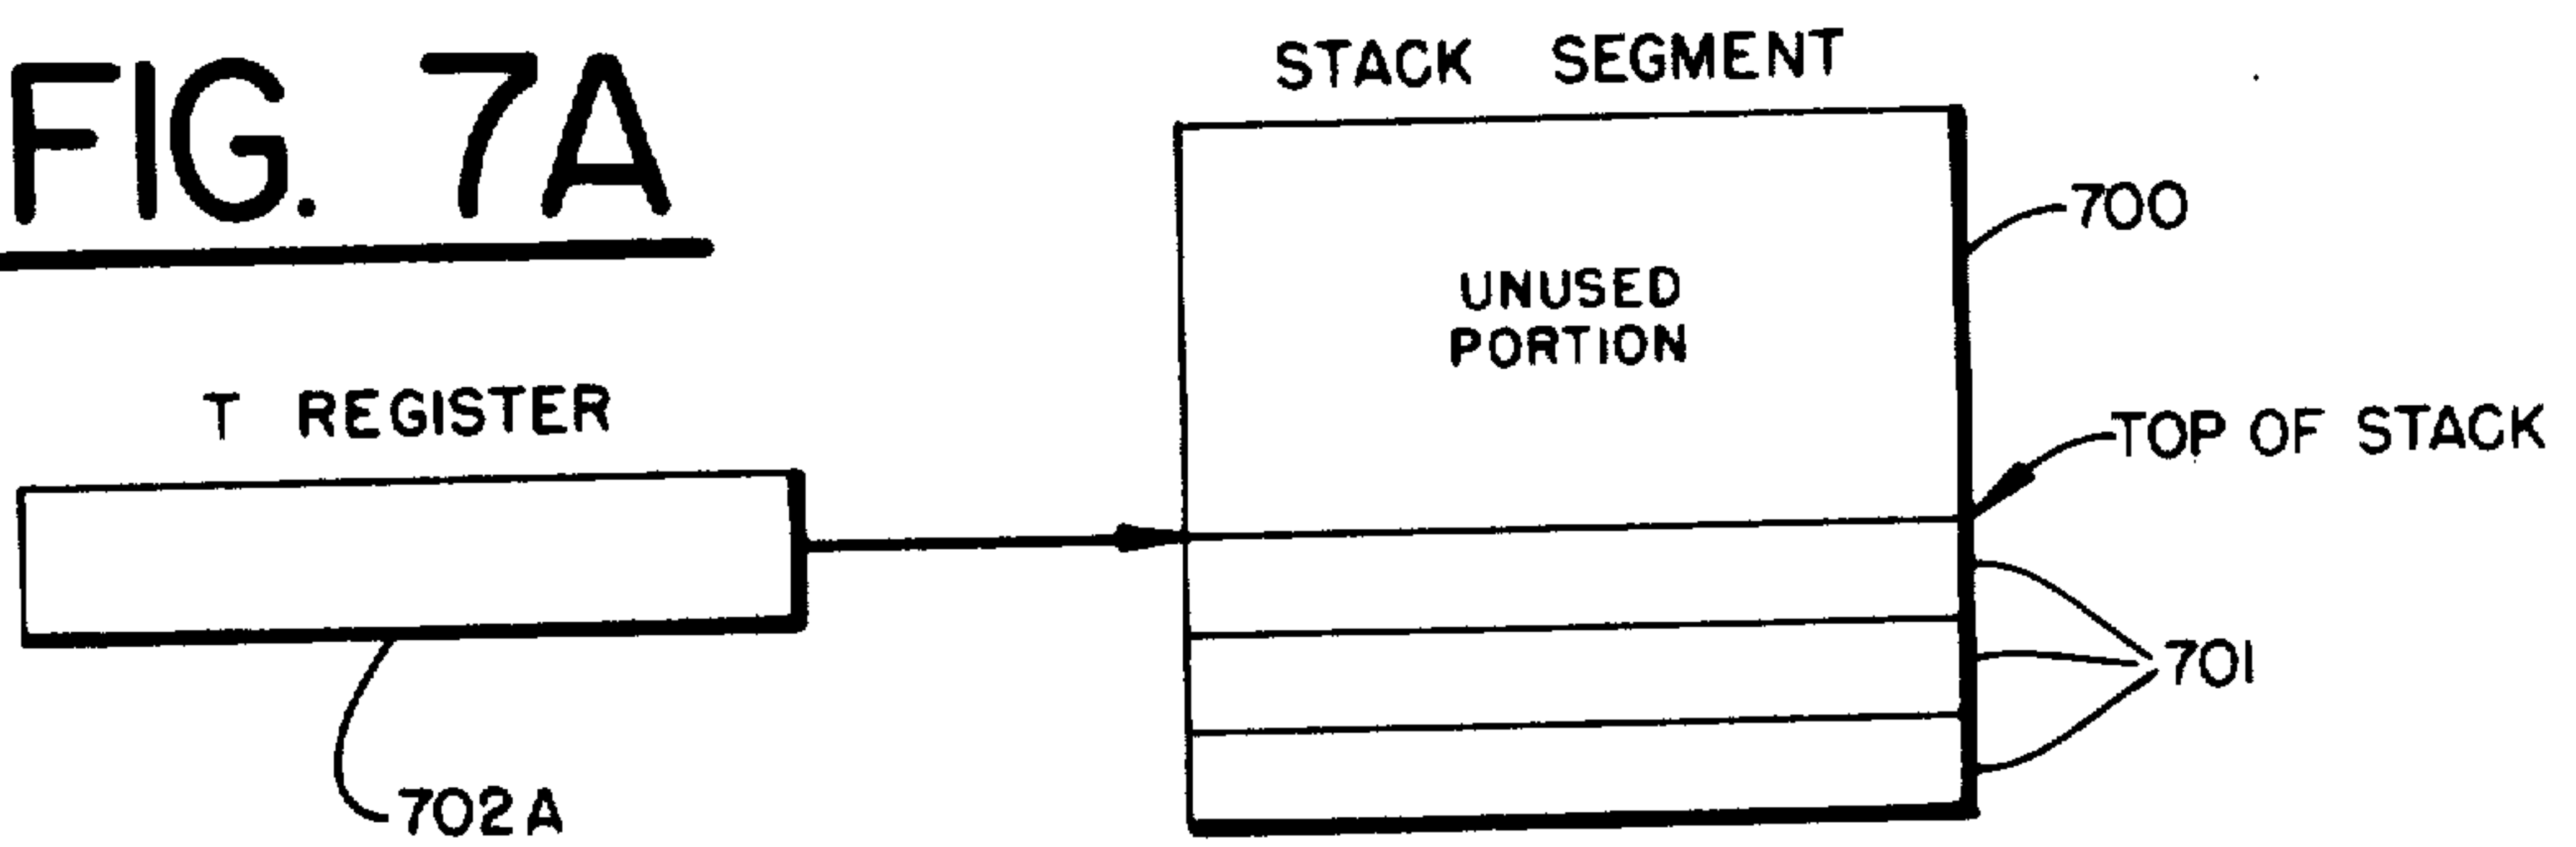 FIG. 7A
STACK SEGMENT
700
UNUSED
PORTION
T REGISTER
TOP OF STACK
701
702A